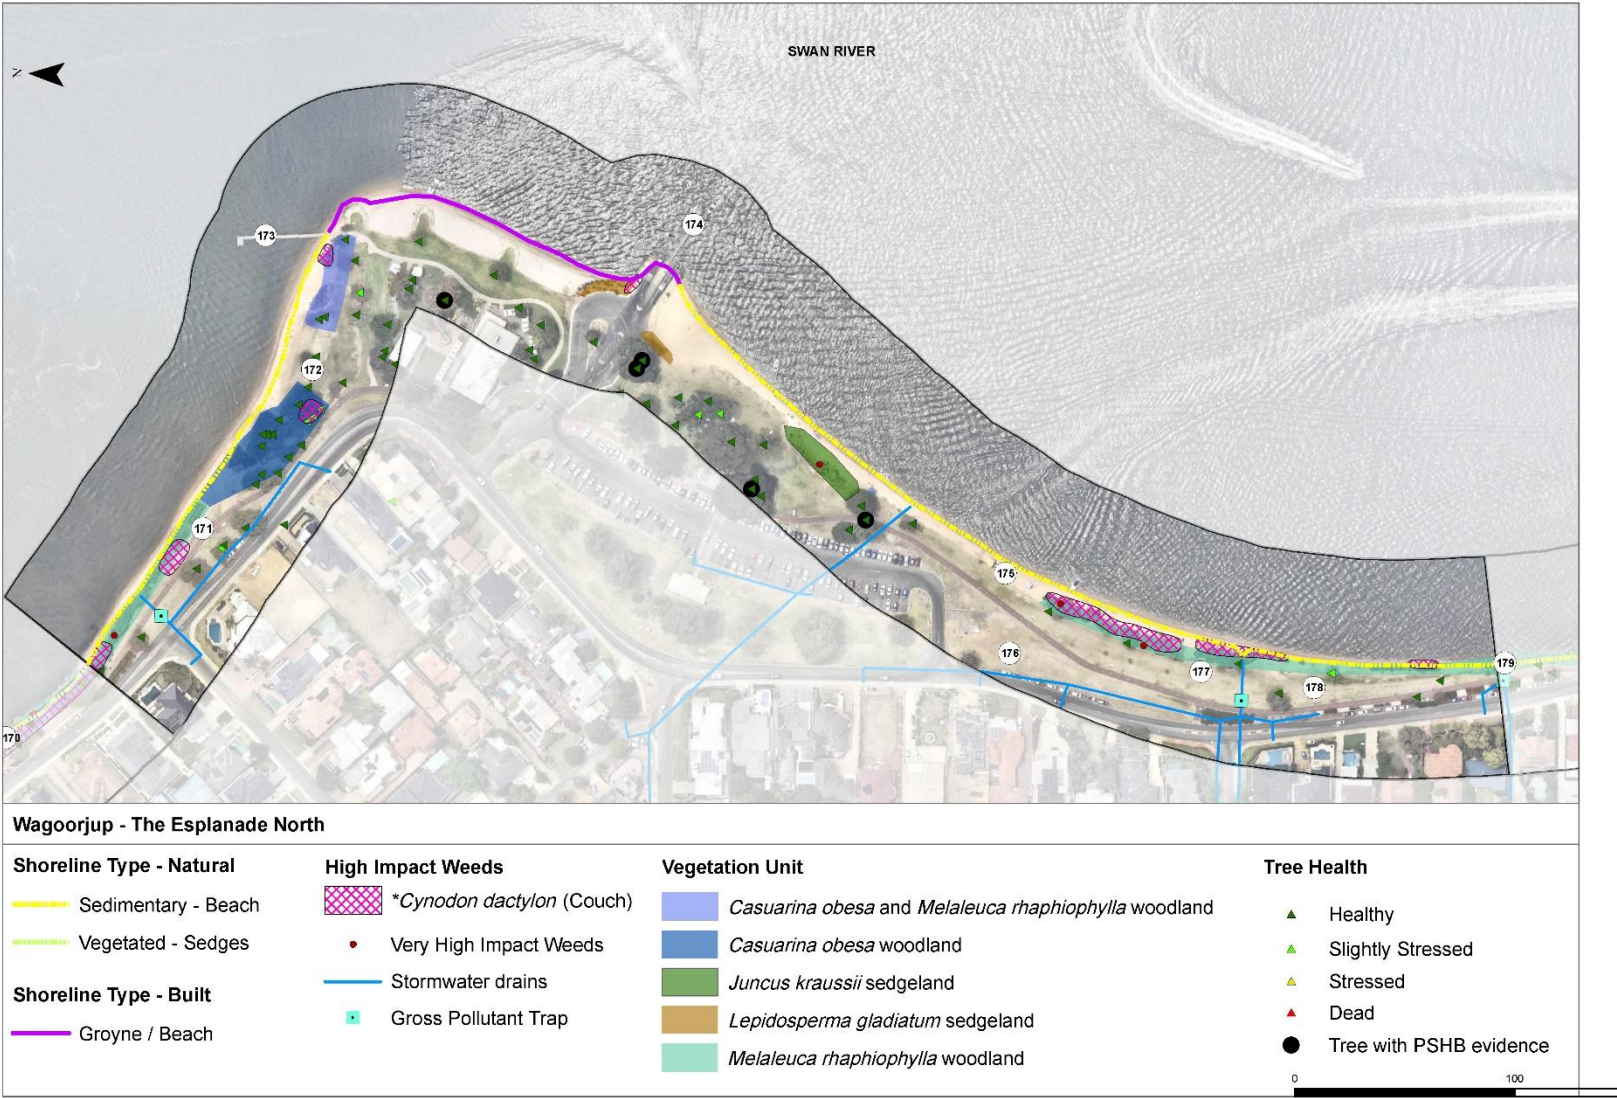 SWAN RIVER
N
173
174
172
171
175
176
177
179
178
170
Wagoorjup - The Esplanade North
Shoreline Type - Natural
Sedimentary - Beach
Vegetated - Sedges
Shoreline Type - Built
Groyne / Beach
High Impact Weeds
*Cynodon dactylon (Couch)
Very High Impact Weeds
Stormwater drains
Gross Pollutant Trap
Vegetation Unit
Casuarina obesa and Melaleuca rhaphiophylla woodland
Casuarina obesa woodland
Juncus kraussii sedgeland
Lepidosperma gladiatum sedgeland
Melaleuca rhaphiophylla woodland
Tree Health
Healthy
Slightly Stressed
Stressed
Dead
Tree with PSHB evidence
0 100